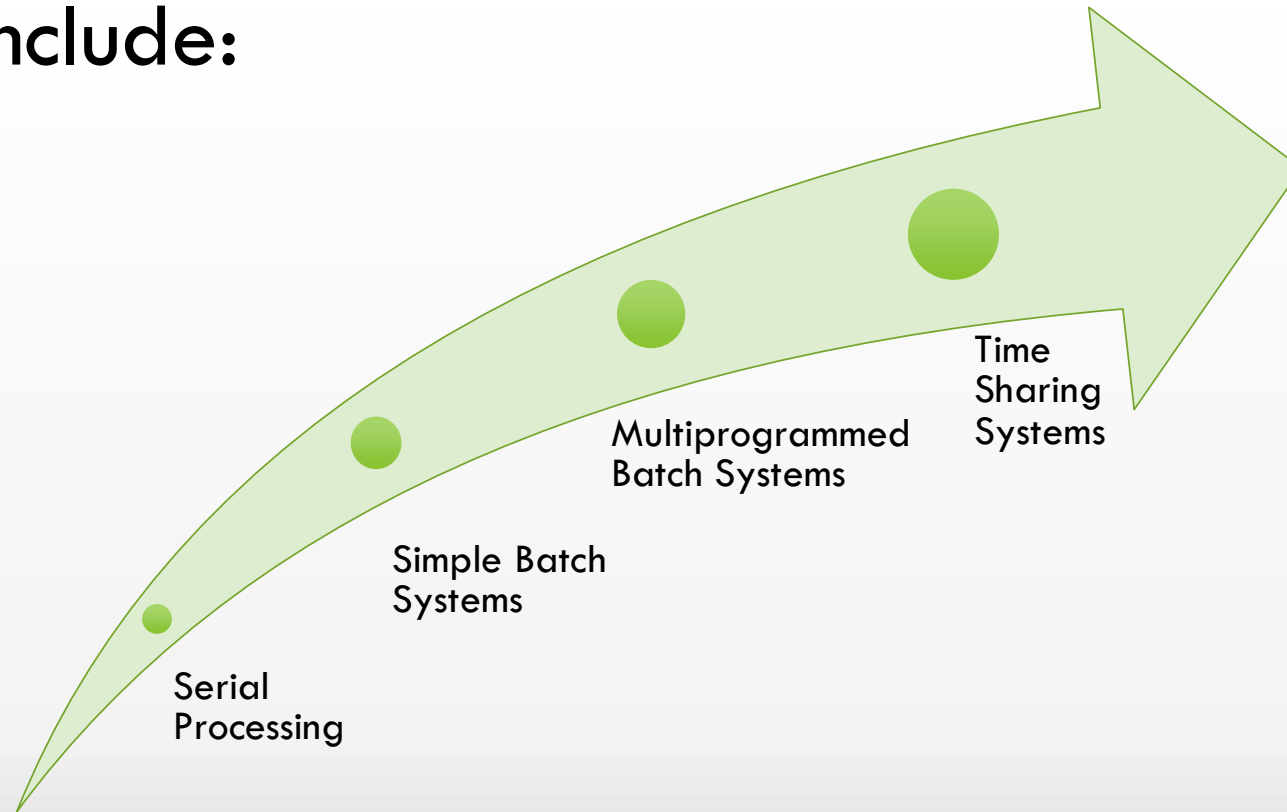 nclude:
Time
Sharing
Systems
Multiprogrammed
Batch Systems
Simple Batch
Systems
Serial
Processing